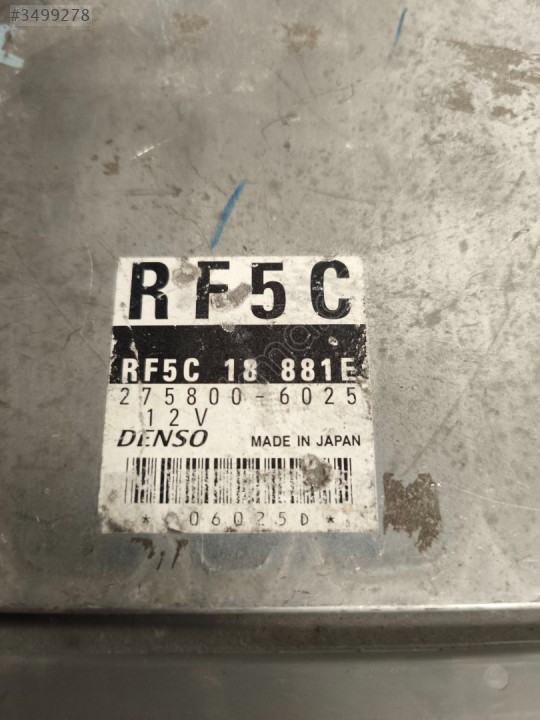 #3499278
RF5C
RF5C 18 881E
275800-6025
12V
DENSO MADE IN JAPAN
* 06025D *